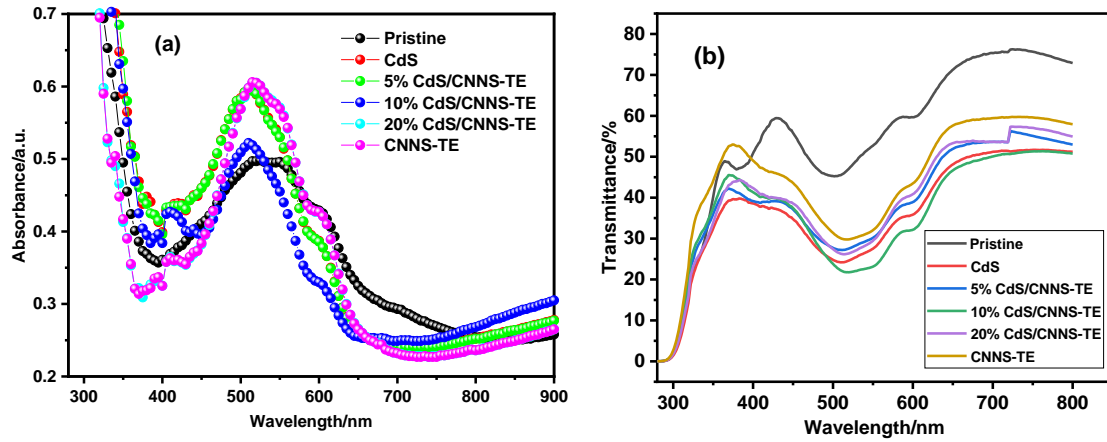 (a)
Pristine
CdS
5% CdS/CNNS-TE
10% CdS/CNNS-TE
20% CdS/CNNS-TE
CNNS-TE
0.7
0.6
0.5
0.4
0.3
0.2
Absorbance/a.u.
300 400 500 600 700 800 900
Wavelength/nm
(b)
80
70
60
50
40
30
20
10
0
Transmittance/%
Pristine
CdS
5% CdS/CNNS-TE
10% CdS/CNNS-TE
20% CdS/CNNS-TE
CNNS-TE
300 400 500 600 700 800
Wavelength/nm